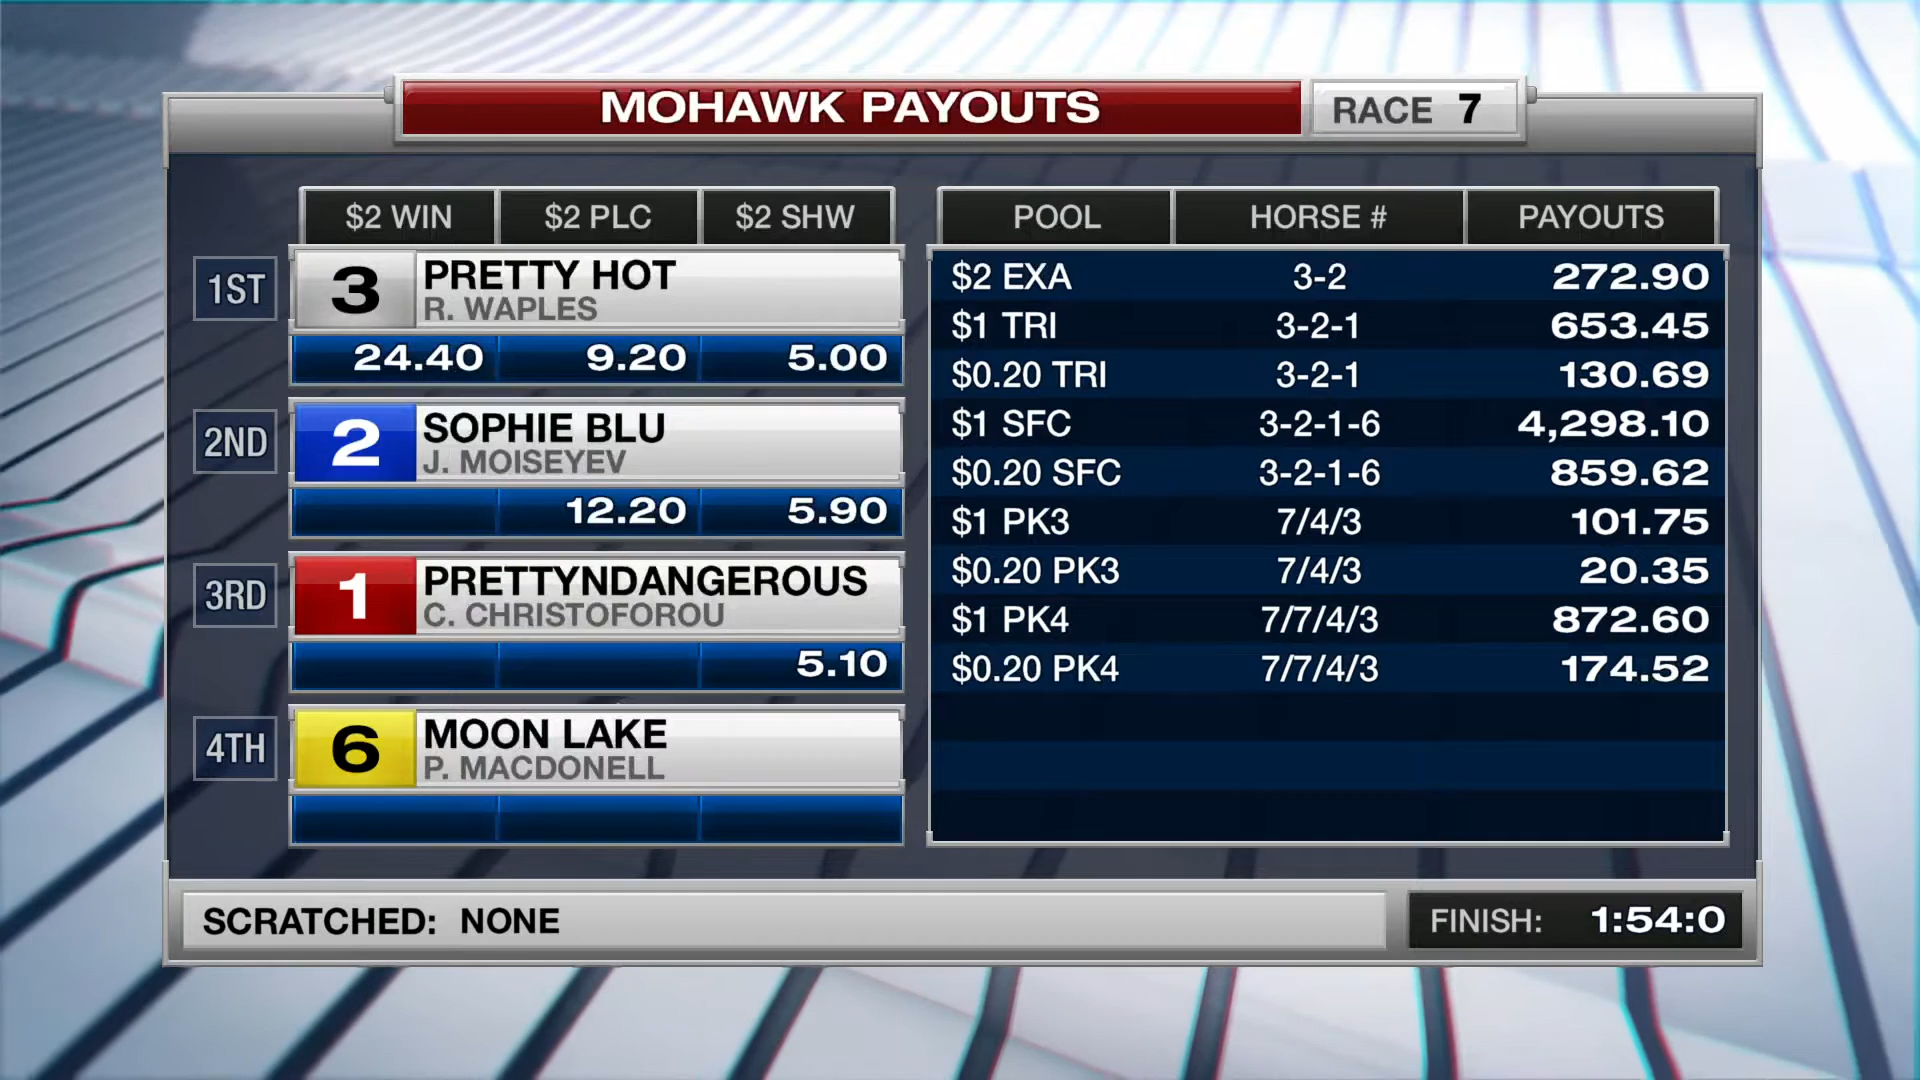 MOHAWK PAYOUTS RACE 7
$2 WIN $2 PLC $2 SHW
1ST 3 PRETTY HOT
R. WAPLES
24.40 9.20 5.00
2ND 2 SOPHIE BLU
J. MOISEYEV
12.20 5.90
3RD 1 PRETTYNDANGEROUS
C. CHRISTOFOROU
5.10
4TH 6 MOON LAKE
P. MACDONELL
POOL HORSE # PAYOUTS
$2 EXA 3-2 272.90
$1 TRI 3-2-1 653.45
$0.20 TRI 3-2-1 130.69
$1 SFC 3-2-1-6 4,298.10
$0.20 SFC 3-2-1-6 859.62
$1 PK3 7/4/3 101.75
$0.20 PK3 7/4/3 20.35
$1 PK4 7/7/4/3 872.60
$0.20 PK4 7/7/4/3 174.52
SCRATCHED: NONE
FINISH: 1:54:0